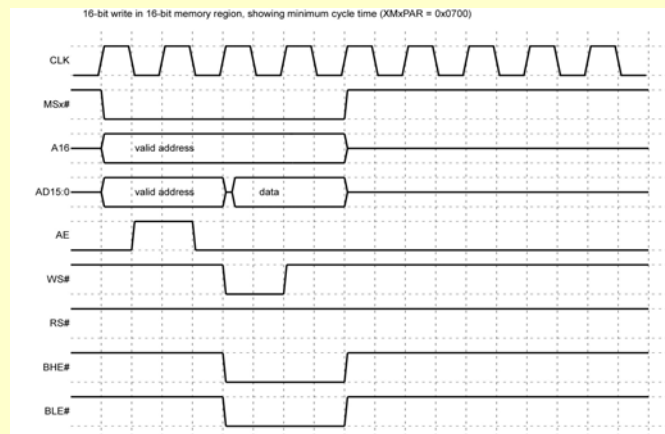 16-bit write in 16-bit memory region, showing minimum cycle time (XMxPAR = 0x0700)
CLK
MSx#
A16 valid address
AD15:0 valid address data
AE
WS#
RS#
BHE#
BLE#